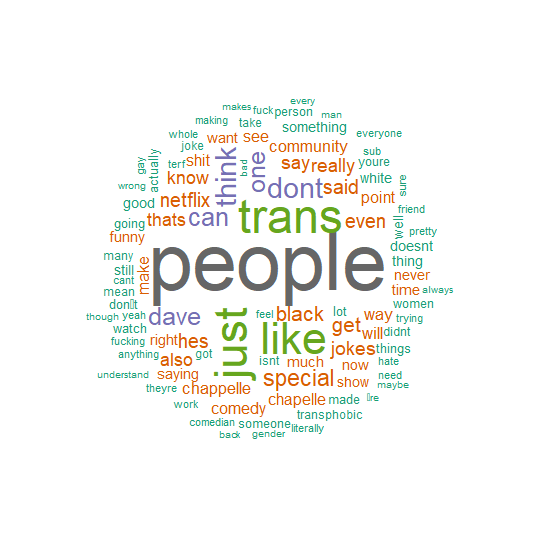 every
makes fuck person man
making take something everyone
whole want see community sub
joke shit say really youre
gay actually terf think bad one white sure
wrong know dont said point
good netflix can trans even friend
going thats well pretty
funny people doesnt
many make thing
still never
cant time always
mean women
don▯t black lot way trying
though yeah dave feel get will didnt
watch just like
fucking right hes isnt jokes things
anything also got much now hate
understand saying special show need
theyre chappelle maybe
work comedy chapelle made ▯re
transphobic
comedian someone literally
back gender